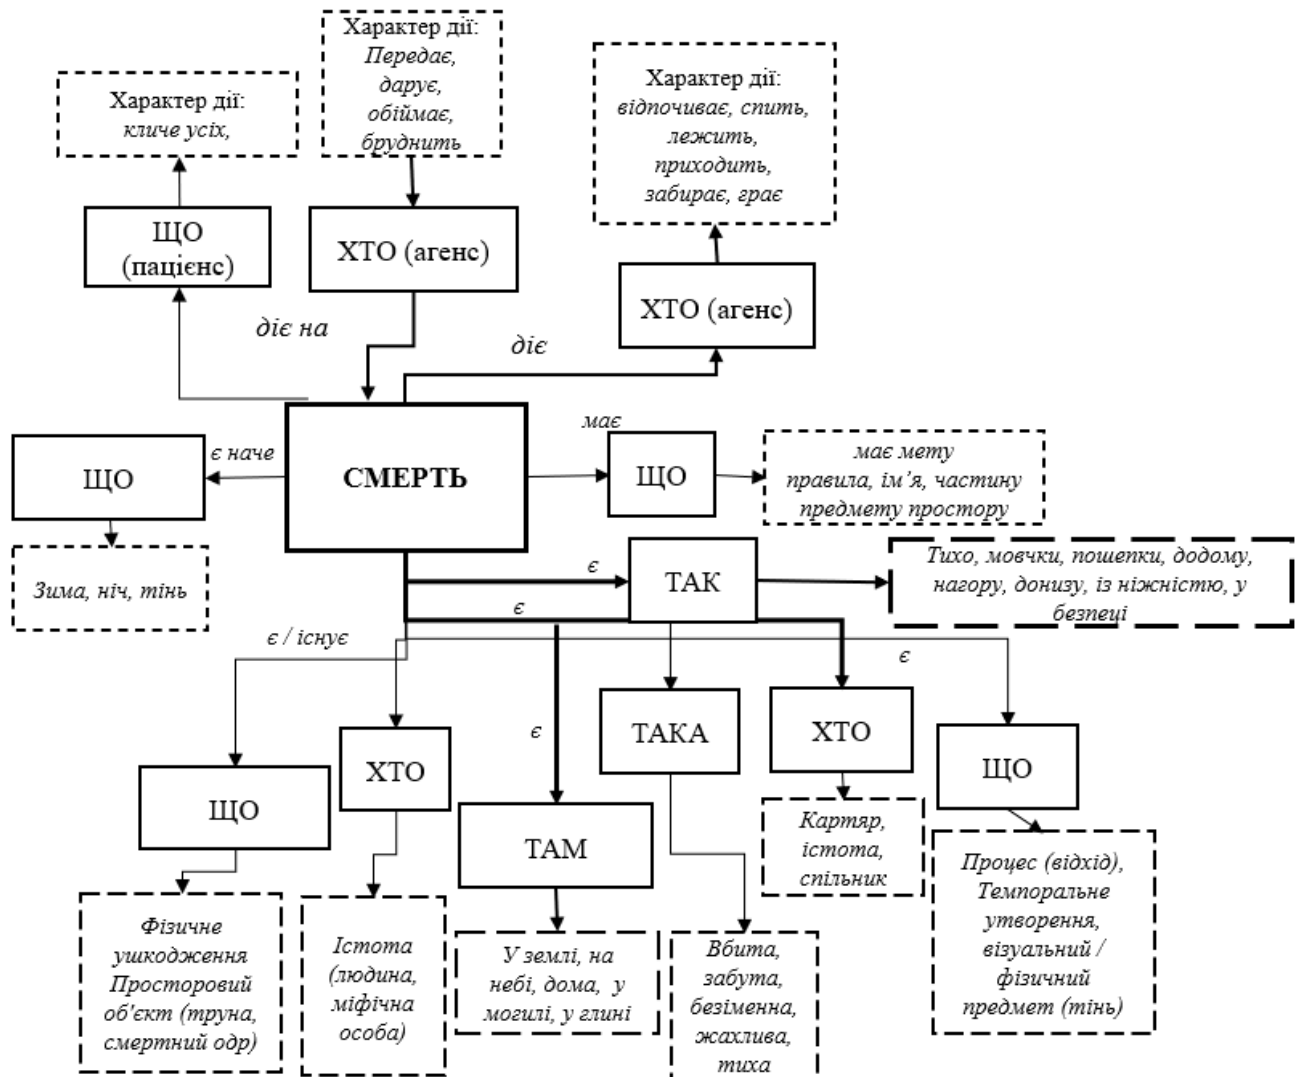 Характер дії:
Передає,
дарує,
обіймає,
бруднить
Характер дії:
кличе усіх,
Характер дії:
відпочиває, спить,
лежить,
приходить,
забирає, грає
ЩО
(пацієнс)
ХТО (агенс)
ХТО (агенс)
діє на
діє
є наче
ЩО
СМЕРТЬ
має
ЩО
має мету
правила, ім’я, частину
предмету простору
Зима, ніч, тінь
є
ТАК
Тихо, мовчки, пошепки, додому,
нагору, донизу, із ніжністю, у
безпеці
є
є / існує
є
є
ЩО
ХТО
ТАМ
ТАКА
ХТО
ЩО
Фізичне
ушкодження
Просторовий
об'єкт (труна,
смертний одр)
Істота
(людина,
міфічна
особа)
У землі, на
небі, дома, у
могилі, у глині
Вбита,
забута,
безіменна,
жахлива,
тиха
Картяр,
істота,
спільник
Процес (відхід),
Темпоральне
утворення,
візуальний /
фізичний
предмет (тінь)